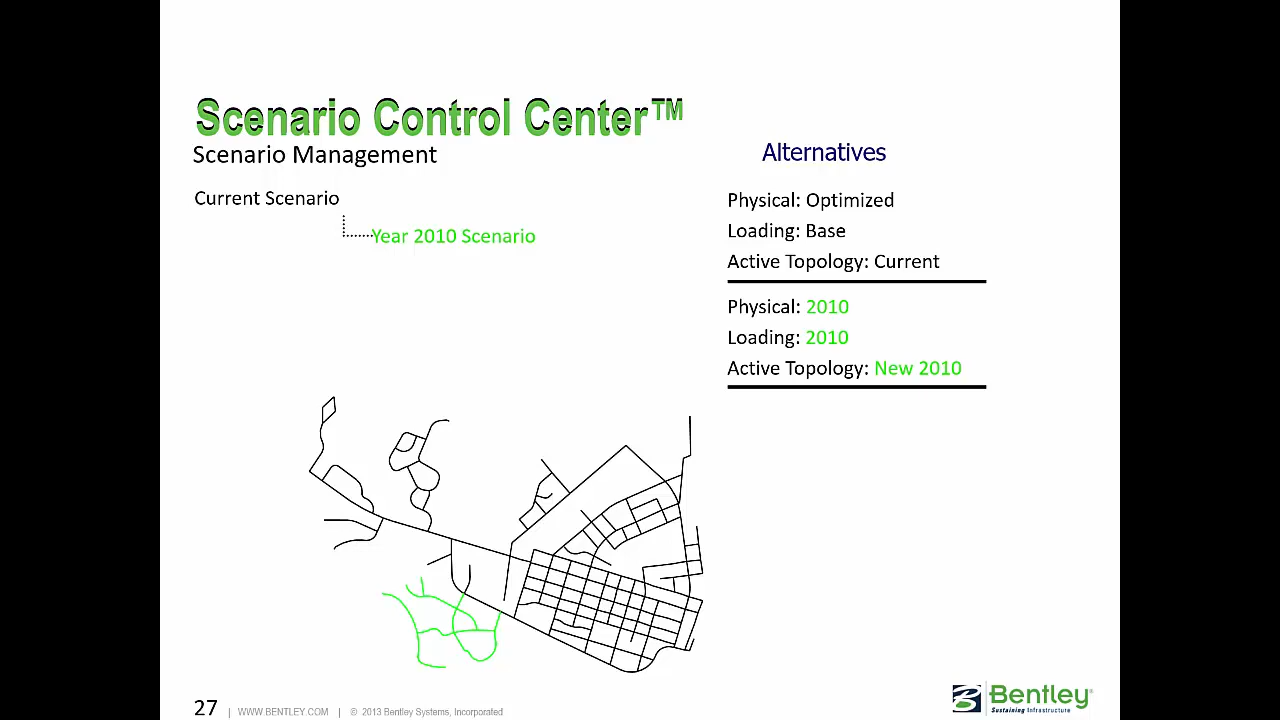 Scenario Control Center™
Scenario Management
Current Scenario
Year 2010 Scenario
Alternatives
Physical: Optimized
Loading: Base
Active Topology: Current
Physical: 2010
Loading: 2010
Active Topology: New 2010
27 | WWW.BENTLEY.COM | © 2013 Bentley Systems, Incorporated
Bentley®
Sustaining Infrastructure